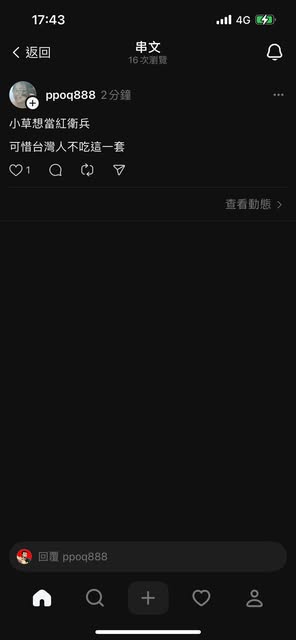 17:43
4G
返回
串文
16 次瀏覽
ppoq888 2分鐘
小草想當紅衛兵
可惜台灣人不吃這一套
1
查看動態
回覆 ppoq888